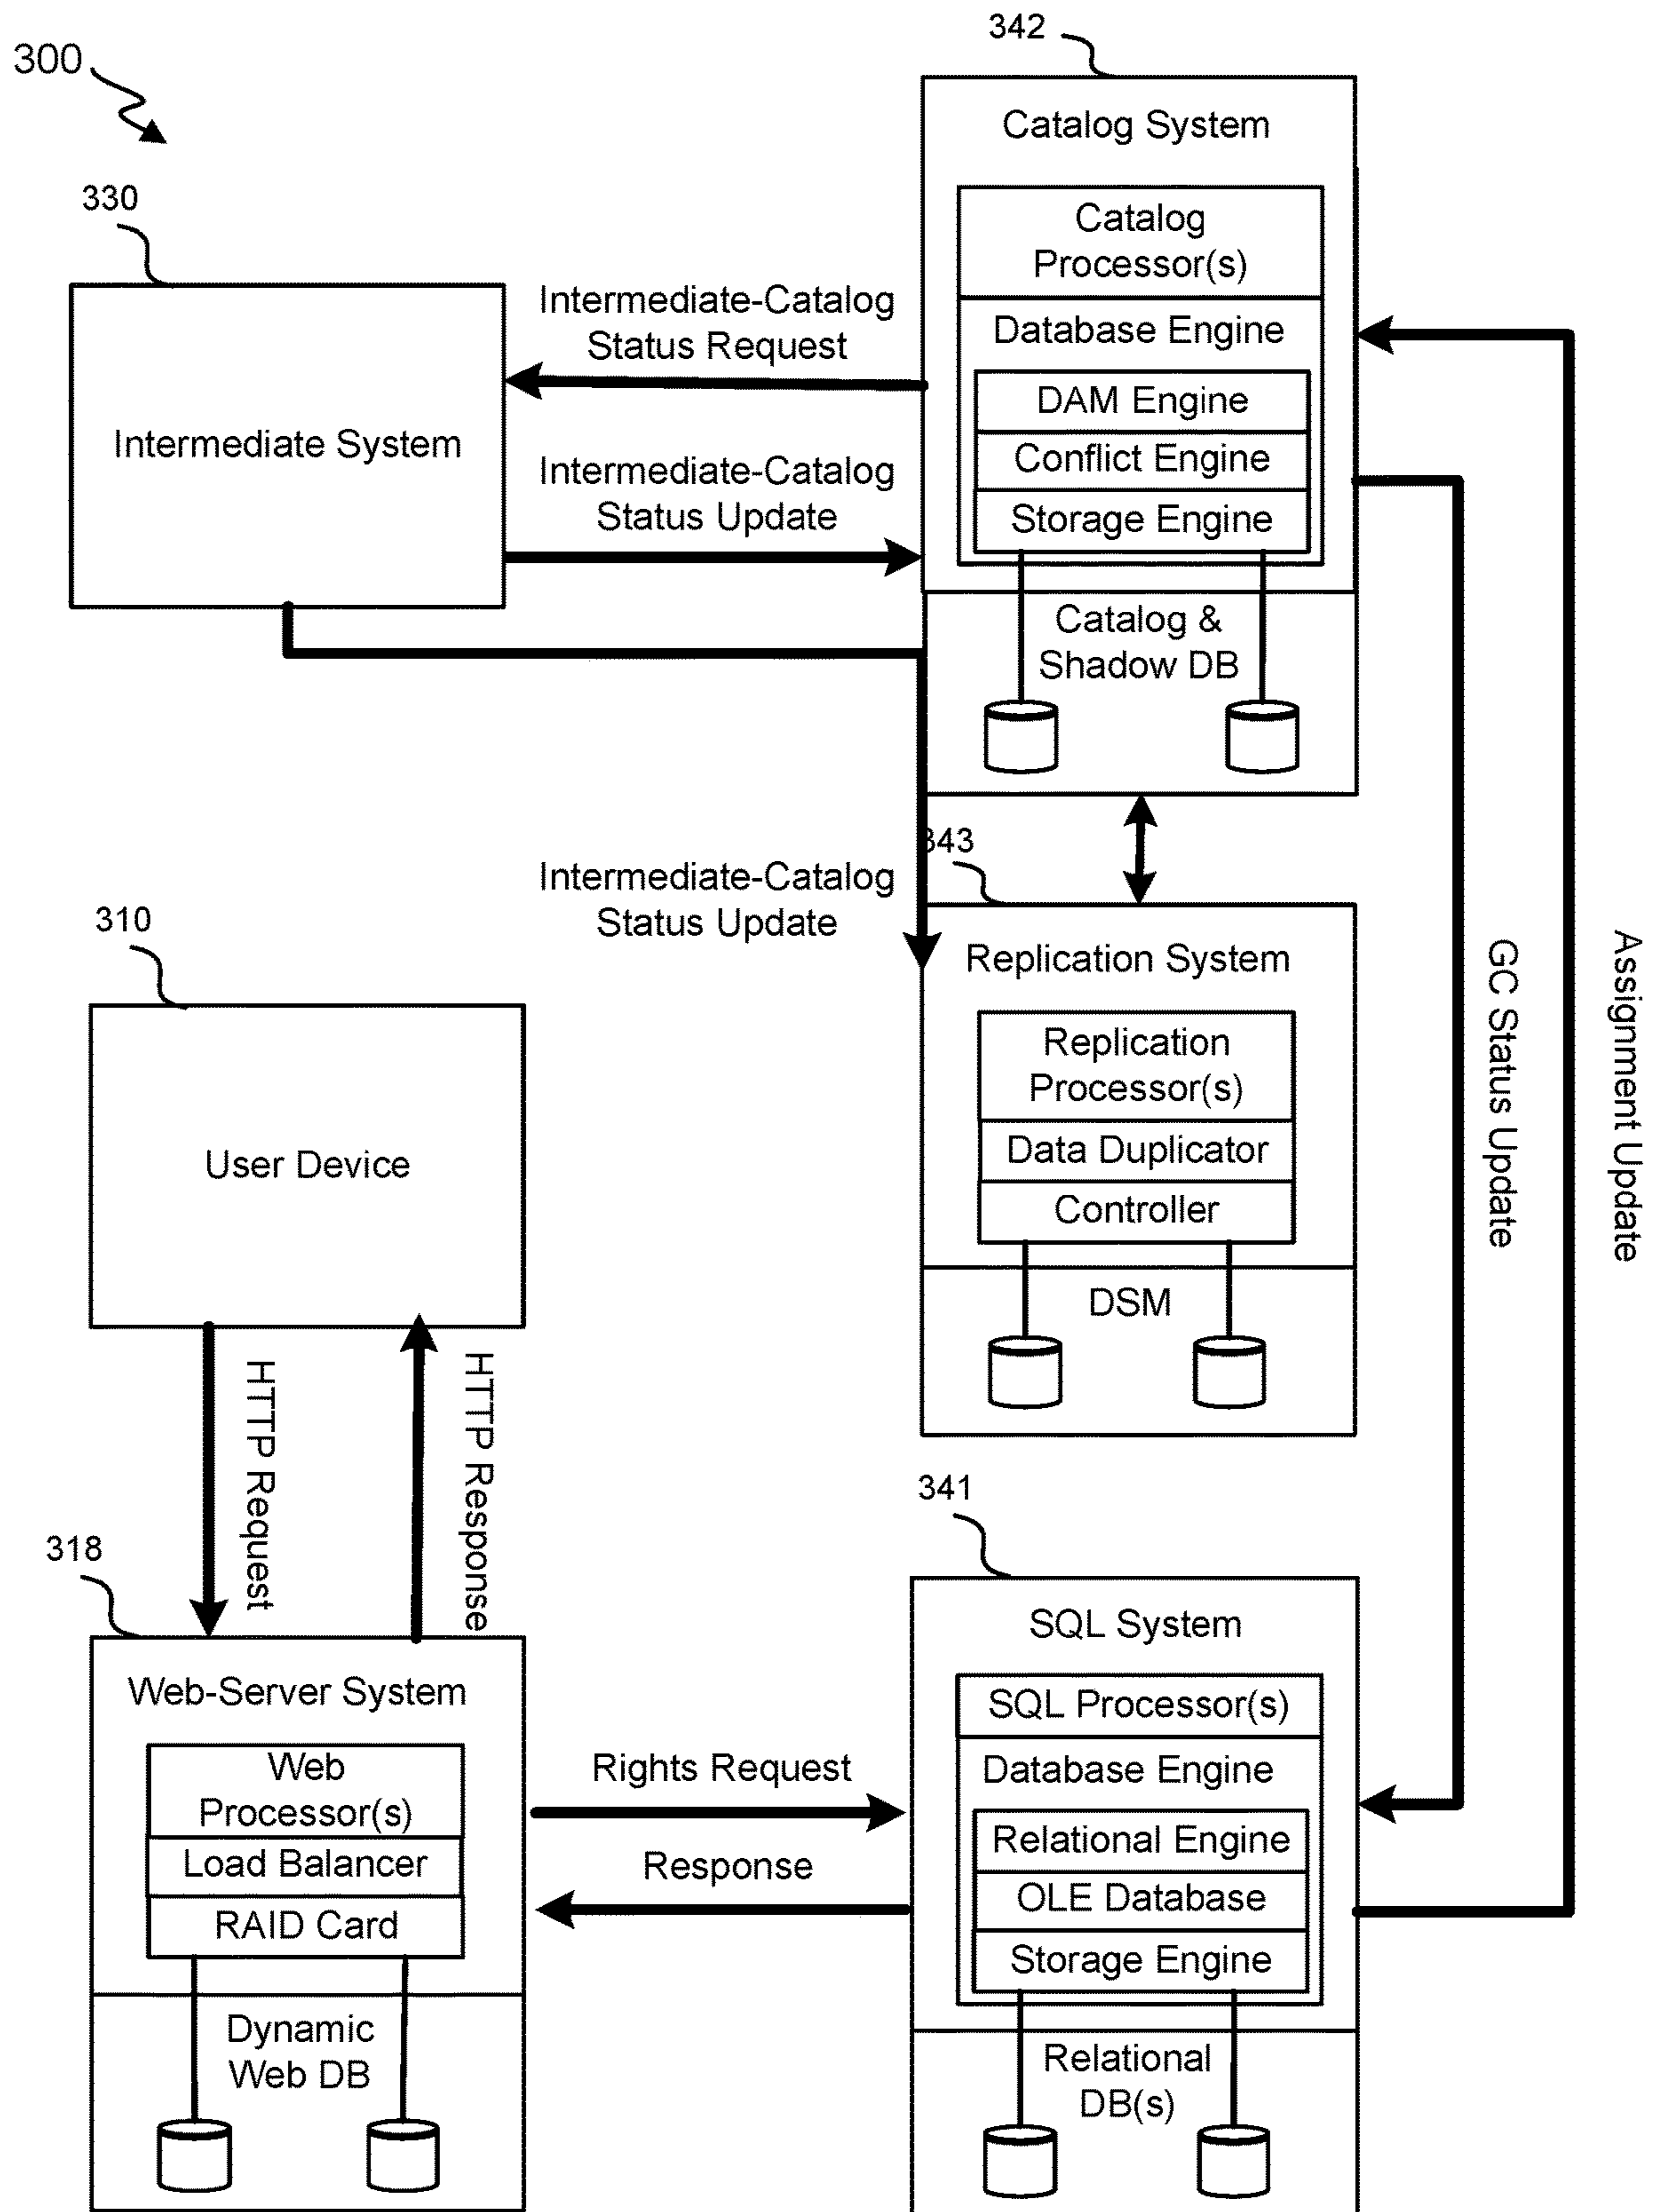 300
342
Catalog System
Catalog
Processor(s)
Database Engine
DAM Engine
Conflict Engine
Storage Engine
Catalog &
Shadow DB
330
Intermediate System
Intermediate-Catalog
Status Request
Intermediate-Catalog
Status Update
Intermediate-Catalog
Status Update
343
Replication System
Replication
Processor(s)
Data Duplicator
Controller
DSM
GC Status Update
Assignment Update
310
User Device
HTTP Request
HTTP Response
318
Web-Server System
Web
Processor(s)
Load Balancer
RAID Card
Dynamic
Web DB
Rights Request
Response
341
SQL System
SQL Processor(s)
Database Engine
Relational Engine
OLE Database
Storage Engine
Relational
DB(s)